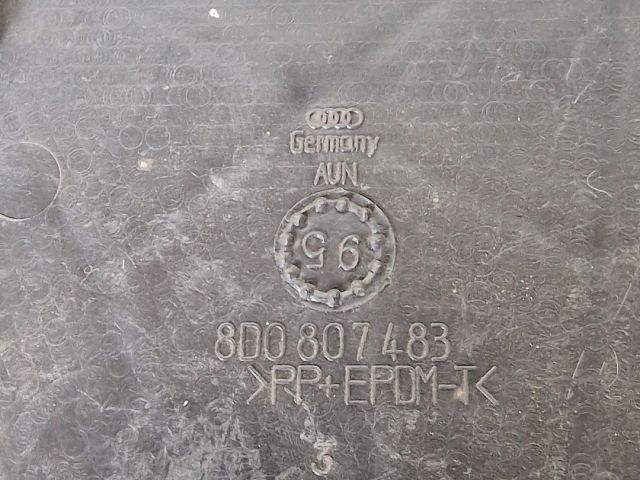 Germany
AUN
95
8D0 807 483
>PP+EPDM-T<
3